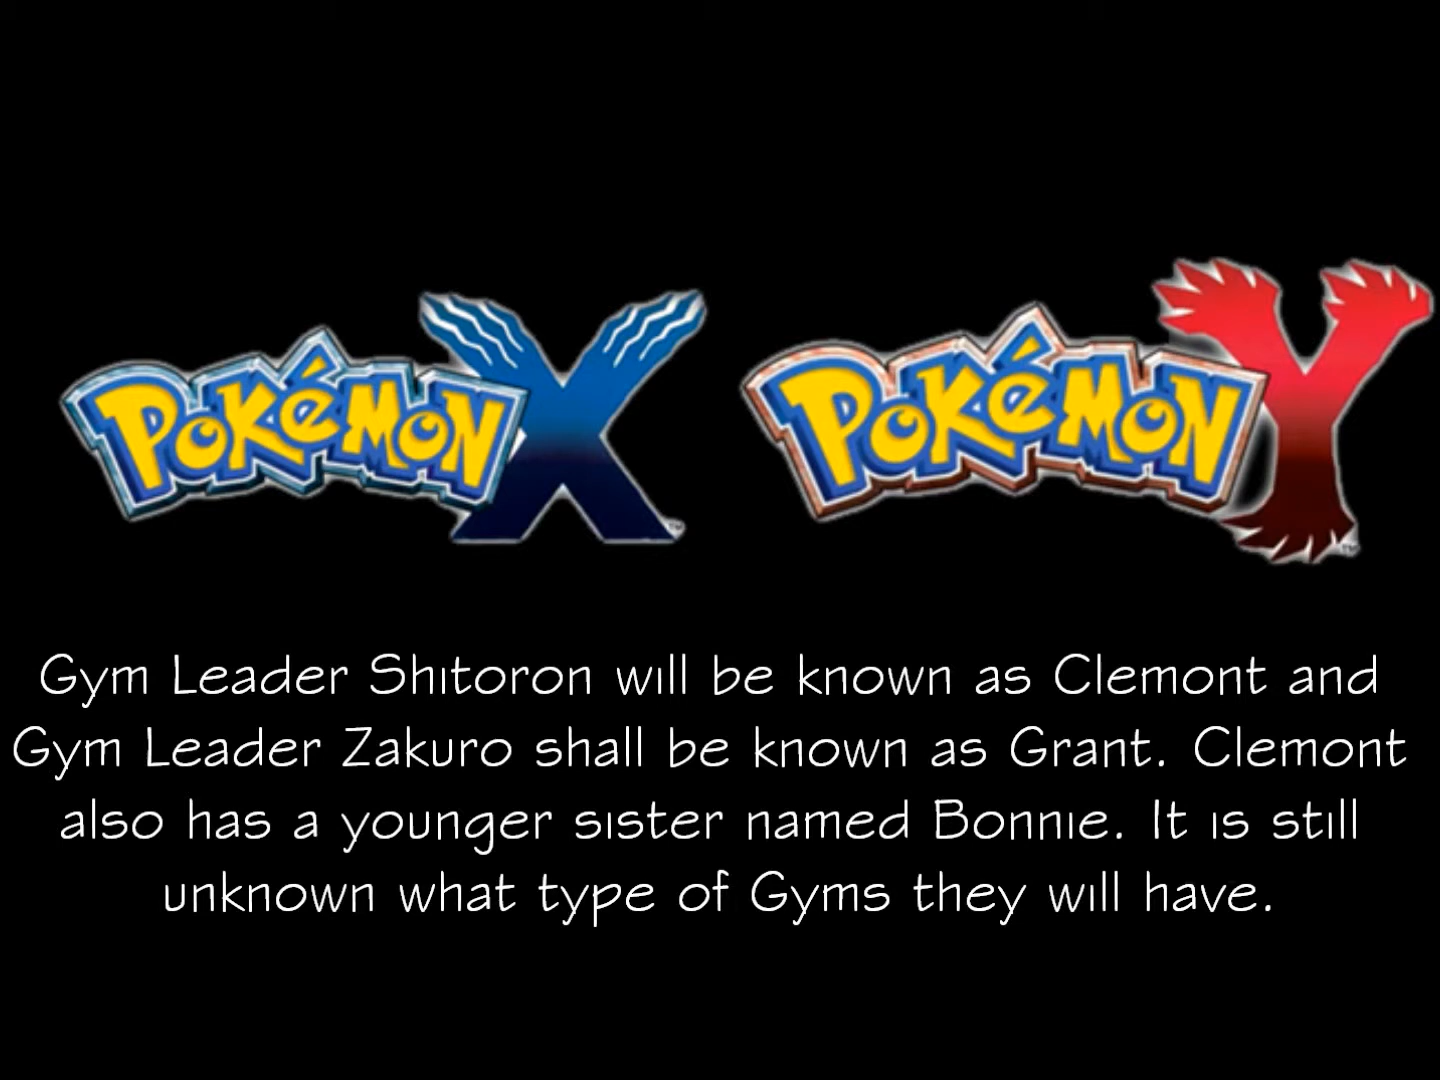 POKéMON X POKéMON Y
Gym Leader Shitoron will be known as Clemont and
Gym Leader Zakuro shall be known as Grant. Clemont
also has a younger sister named Bonnie. It is still
unknown what type of Gyms they will have.